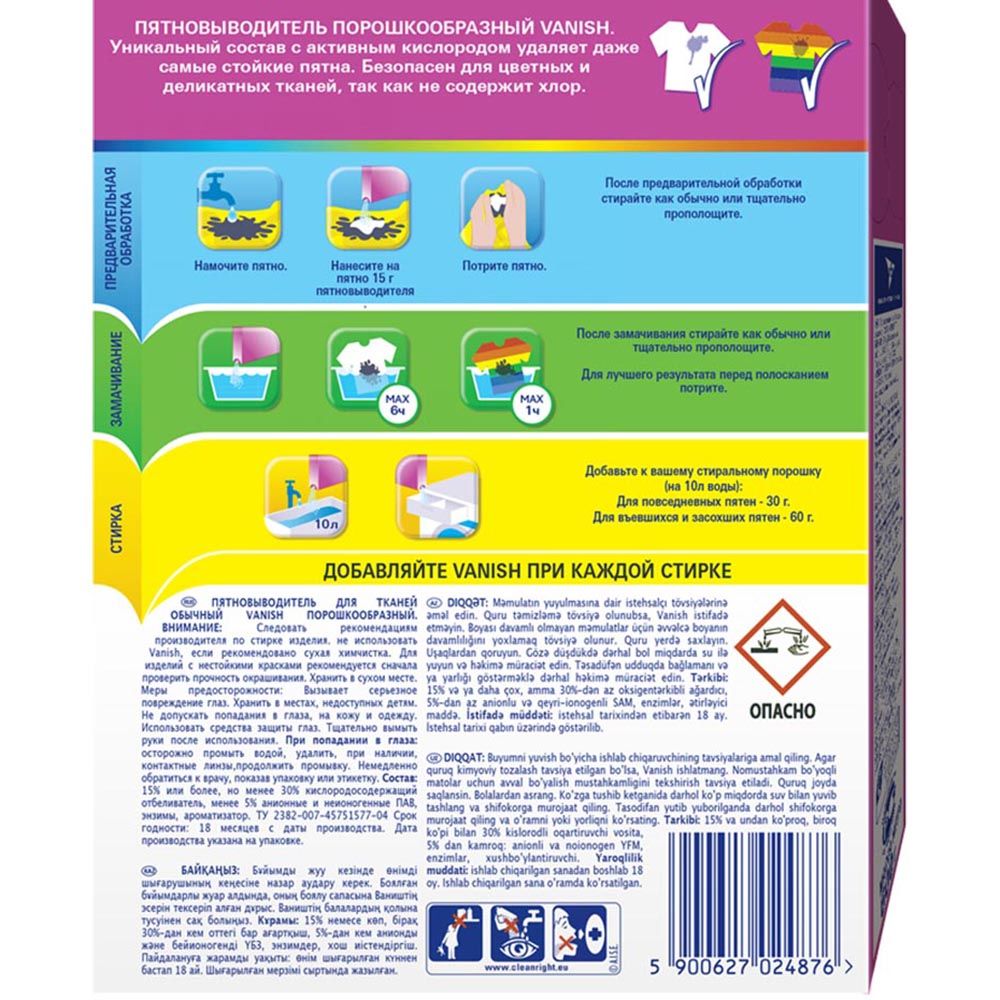 ПЯТНОВЫВОДИТЕЛЬ ПОРОШКООБРАЗНЫЙ VANISH.
Уникальный состав с активным кислородом удаляет даже
самые стойкие пятна. Безопасен для цветных и
деликатных тканей, так как не содержит хлор.
ПРЕДВАРИТЕЛЬНАЯ
ОБРАБОТКА
Намочите пятно.
Нанесите на
пятно 15 г
пятновыводителя
Потрите пятно.
После предварительной обработки
стирайте как обычно или тщательно
прополощите.
ЗАМАЧИВАНИЕ
MAX
6ч
MAX
1ч
После замачивания стирайте как обычно или
тщательно прополощите.
Для лучшего результата перед полосканием
потрите.
СТИРКА
10л
Добавьте к вашему стиральному порошку
(на 10л воды):
Для повседневных пятен - 30 г.
Для въевшихся и засохших пятен - 60 г.
ДОБАВЛЯЙТЕ VANISH ПРИ КАЖДОЙ СТИРКЕ
RU ПЯТНОВЫВОДИТЕЛЬ ДЛЯ ТКАНЕЙ
ОБЫЧНЫЙ VANISH ПОРОШКООБРАЗНЫЙ.
ВНИМАНИЕ: Следовать рекомендациям
производителя по стирке изделия. не использовать
Vanish, если рекомендовано сухая химчистка. Для
изделий с нестойкими красками рекомендуется сначала
проверить прочность окрашивания. Хранить в сухом месте.
Меры предосторожности: Вызывает серьезное
повреждение глаз. Хранить в местах, недоступных детям.
Не допускать попадания в глаза, на кожу и одежду.
Использовать средства защиты глаз. Тщательно вымыть
руки после использования. При попадании в глаза:
осторожно промыть водой, удалить, при наличии,
контактные линзы,продолжить промывку. Немедленно
обратиться к врачу, показав упаковку или этикетку. Состав:
15% или более, но менее 30% кислородосодержащий
отбеливатель, менее 5% анионные и неионогенные ПАВ,
энзимы, ароматизатор. ТУ 2382-007-45751577-04 Срок
годности: 18 месяцев с даты производства. Дата
производства указана на упаковке.
KAZ БАЙҚАҢЫЗ: Бұйымды жуу кезінде өнімді
шығарушының кеңесіне назар аудару керек. Боялған
бұйымдарды жуар алдында, оның боялу сапасына Ваништің
эсерін тексеріп алған дұрыс. Ваништің балалардың қолына
түсуінен сақ болыңыз. Құрамы: 15% немесе көп, бірақ
30%-дан кем оттегі бар ағартқыш, 5%-дан кем анионды
және бейионогенді ҮБЗ, энзимдер, хош истендіргіш.
Пайдалануға жарамды уақыты: өнім шығарылған күннен
бастап 18 ай. Шығарылған мерзімі сыртында жазылған.
AZ DIQQƏT: Məmulatın yuyulmasına dair istehsalçı tövsiyələrinə
əməl edin. Quru təmizləmə tövsiyə olunubsa, Vanish istifadə
etməyin. Boyası davamlı olmayan məmulatlar üçün əvvəlcə boyanın
davamlılığını yoxlamaq tövsiyə olunur. Quru yerdə saxlayın.
Uşaqlardan qoruyun. Gözə düşdükdə dərhal bol miqdarda su ilə
yuyun və həkimə müraciət edin. Təsadüfən udduqda bağlamanı və
ya yarlığı göstərmәklә dərhal həkimə müraciət edin. Tərkibi:
15% və ya daha çox, amma 30%-dən az oksigentərkibli ağardıcı,
5%-dən az anionlu və qeyri-ionogenli SAM, enzimlər, ətirləyici
maddə. İstifadə müddəti: istehsal tarixindən etibarən 18 ay.
İstehsal tarixi qabın üzərində göstərilib.
ОПАСНО
UZ DIQQAT: Buyumni yuvish bo'yicha ishlab chiqaruvchining tavsiyalariga amal qiling. Agar
quruq kimyoviy tozalash tavsiya etilgan bo'lsa, Vanish ishlatmang. Nomustahkam bo'yoqli
matolar uchun avval bo'yalish mustahkamligini tekshirish tavsiya etiladi. Quruq joyda
saqlansin. Bolalardan asrang. Ko'zga tushib ketganida darhol ko'p miqdorda suv bilan yuvib
tashlang va shifokorga murojaat qiling. Tasodifan yutib yuborilganda darhol shifokorga
murojaat qiling va o'ramni yoki yorliqni ko'rsating. Tarkibi: 15% va undan ko'proq, biroq
ko'pi bilan 30% kislorodli oqartiruvchi vosita,
5% dan kamroq: anionli va noionogen YFM,
enzimlar, xushbo'ylantiruvchi. Yaroqlilik
muddati: ishlab chiqarilgan sanadan boshlab 18
oy. Ishlab chiqarilgan sana o'ramda ko'rsatilgan.
www.cleanright.eu
© A.I.S.E.
5 900627 024876 >